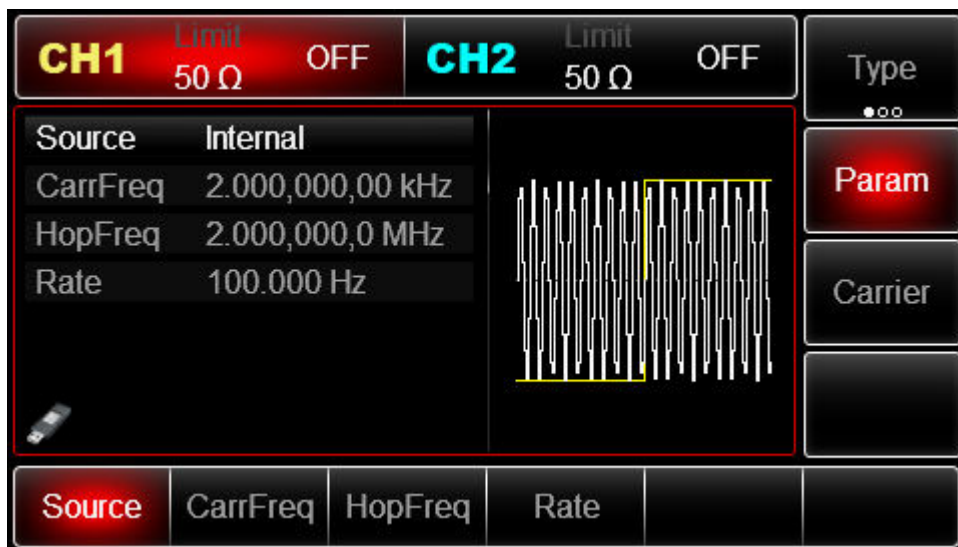 CH1 Limit 50 Ω OFF CH2 Limit 50 Ω OFF
Type
Source Internal
CarrFreq 2.000,000,00 kHz
HopFreq 2.000,000,0 MHz
Rate 100.000 Hz
Param
Carrier
Source CarrFreq HopFreq Rate